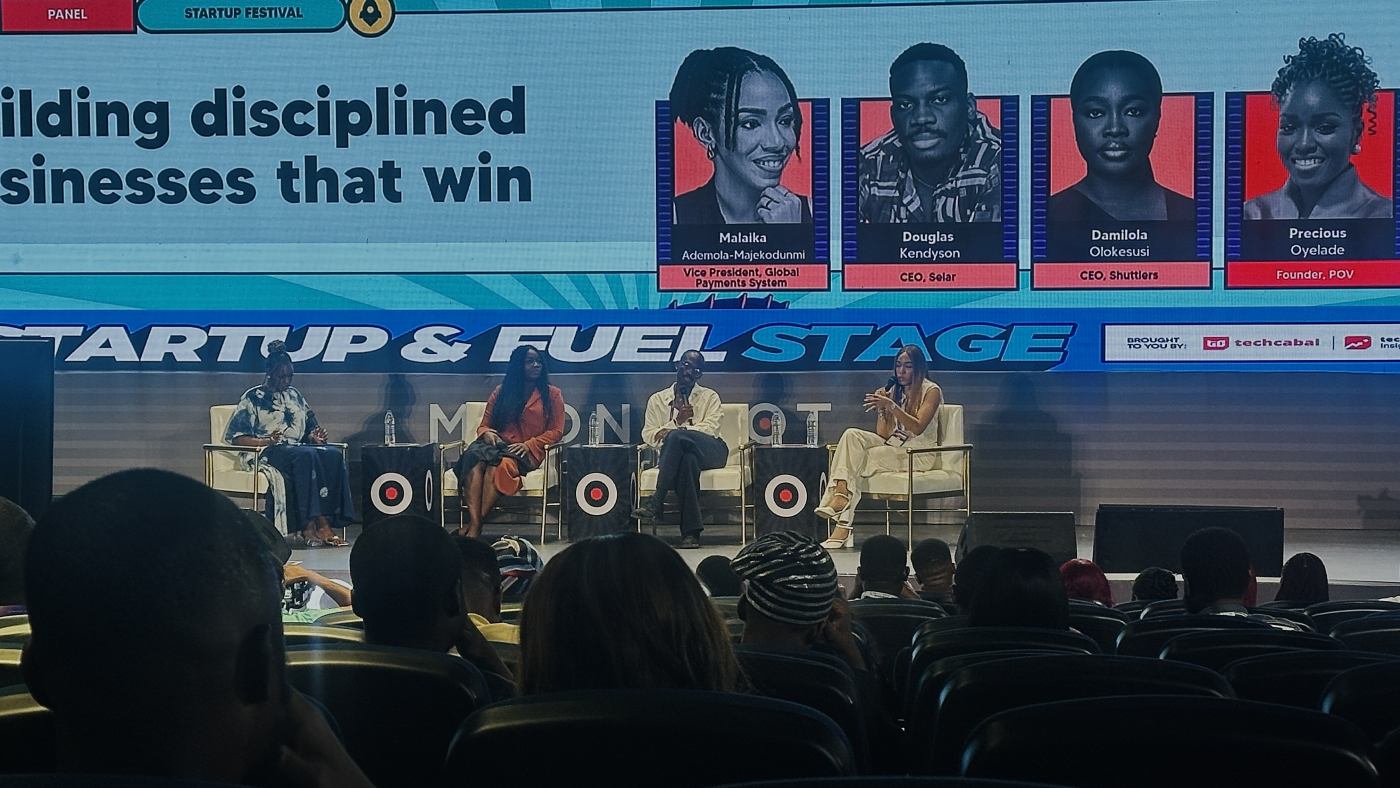 PANEL
STARTUP FESTIVAL
ilding disciplined
sinesses that win
Malaika
Ademola-Majekodunmi
Vice President, Global
Payments System
Douglas
Kendyson
CEO, Selar
Damilola
Olokesusi
CEO, Shuttlers
Precious
Oyelade
Founder, POV
STARTUP & FUEL STAGE
BROUGHT
TO YOU BY:
TC techcabal